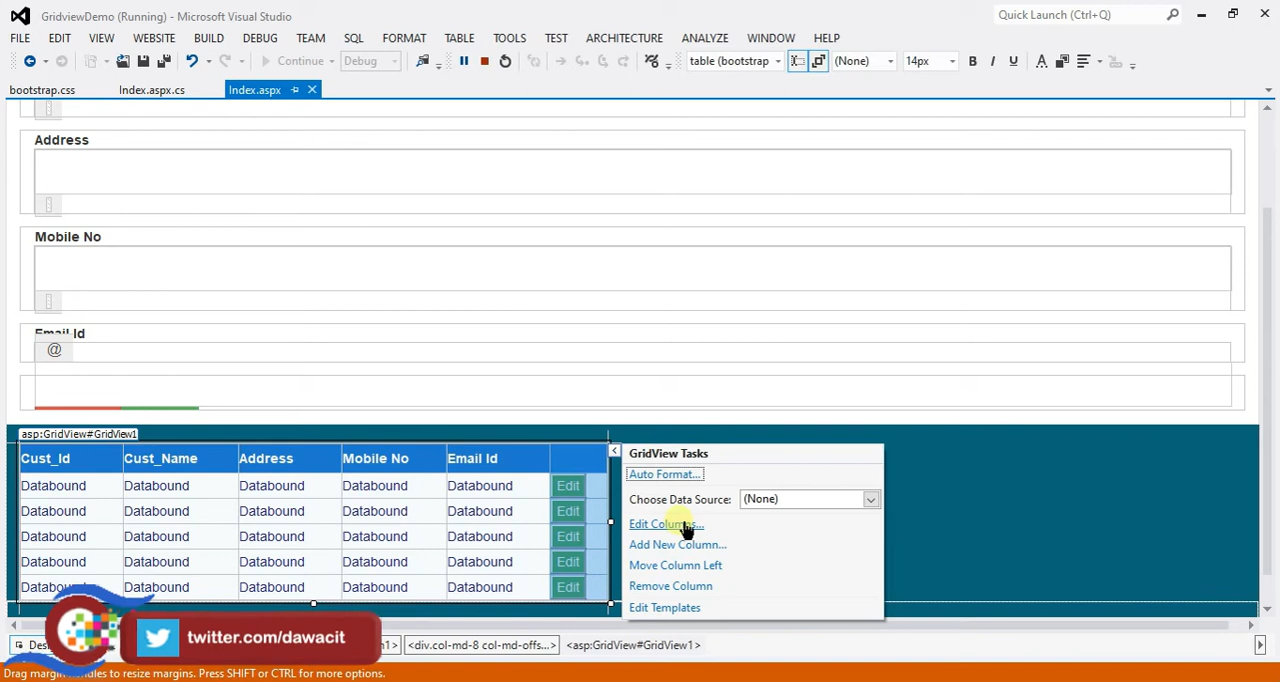 GridviewDemo (Running) - Microsoft Visual Studio
Quick Launch (Ctrl+Q)
FILE EDIT VIEW WEBSITE BUILD DEBUG TEAM SQL FORMAT TABLE TOOLS TEST ARCHITECTURE ANALYZE WINDOW HELP
Continue Debug table (bootstrap (None) 14px B I U A
bootstrap.css Index.aspx.cs Index.aspx
Address
Mobile No
Email Id
@
asp:GridView#GridView1
Cust_Id Cust_Name Address Mobile No Email Id
Databound Databound Databound Databound Databound Edit
Databound Databound Databound Databound Databound Edit
Databound Databound Databound Databound Databound Edit
Databound Databound Databound Databound Databound Edit
Databound Databound Databound Databound Databound Edit
GridView Tasks
Auto Format...
Choose Data Source: (None)
Edit Columns...
Add New Column...
Move Column Left
Remove Column
Edit Templates
twitter.com/dawacit
<div.col-md-8 col-md-offs...> <asp:GridView#GridView1>
Drag margin handles to resize margins. Press SHIFT or CTRL for more options.